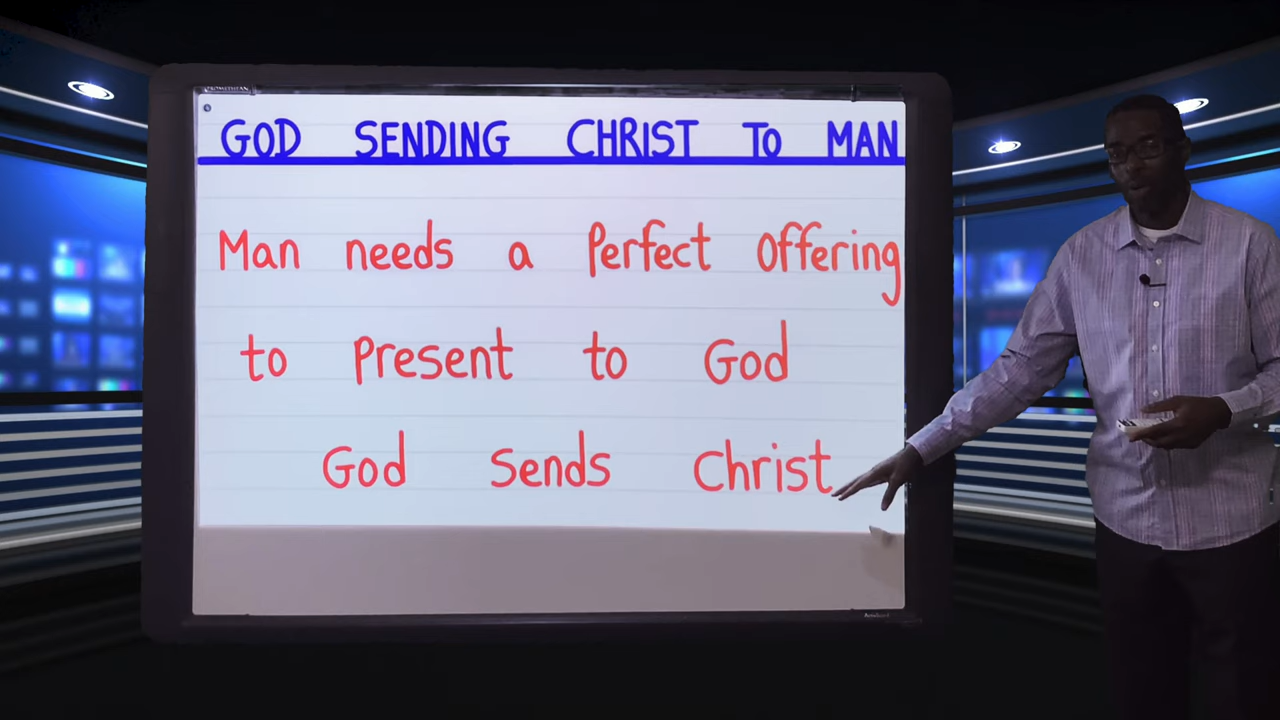 GOD SENDING CHRIST TO MAN
Man needs a Perfect Offering
to Present to God
God Sends Christ